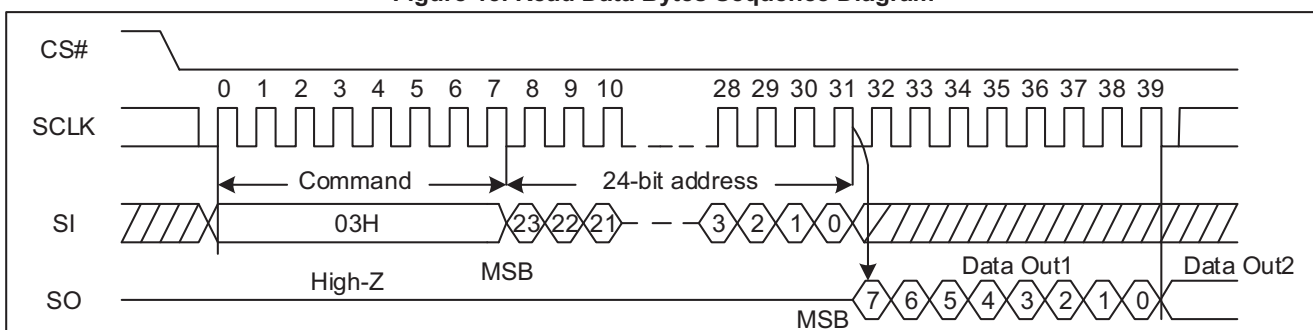 Figure 13. Read Data Bytes Sequence Diagram
CS#
0 1 2 3 4 5 6 7 8 9 10 28 29 30 31 32 33 34 35 36 37 38 39
SCLK
Command 24-bit address
SI 03H 23 22 21 3 2 1 0
High-Z MSB Data Out1 Data Out2
SO 7 6 5 4 3 2 1 0
MSB